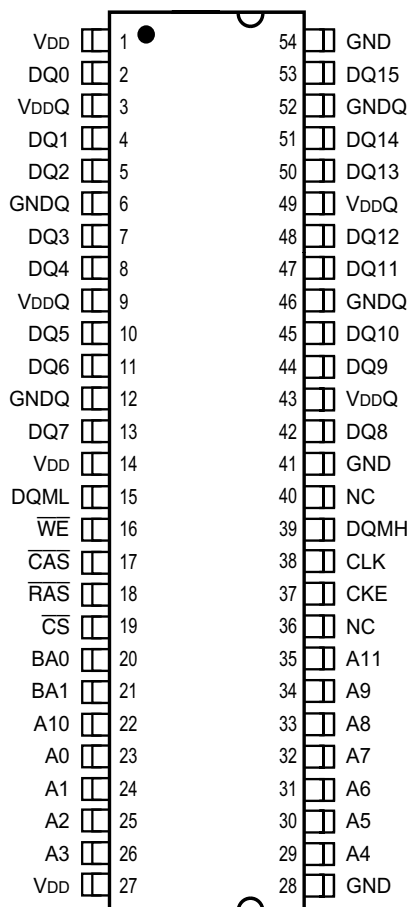 VDD 1 54 GND
DQ0 2 53 DQ15
VDDQ 3 52 GNDQ
DQ1 4 51 DQ14
DQ2 5 50 DQ13
GNDQ 6 49 VDDQ
DQ3 7 48 DQ12
DQ4 8 47 DQ11
VDDQ 9 46 GNDQ
DQ5 10 45 DQ10
DQ6 11 44 DQ9
GNDQ 12 43 VDDQ
DQ7 13 42 DQ8
VDD 14 41 GND
DQML 15 40 NC
W̅E̅ 16 39 DQMH
C̅A̅S̅ 17 38 CLK
R̅A̅S̅ 18 37 CKE
C̅S̅ 19 36 NC
BA0 20 35 A11
BA1 21 34 A9
A10 22 33 A8
A0 23 32 A7
A1 24 31 A6
A2 25 30 A5
A3 26 29 A4
VDD 27 28 GND